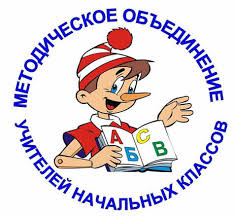 МЕТОДИЧЕСКОЕ ОБЪЕДИНЕНИЕ
УЧИТЕЛЕЙ НАЧАЛЬНЫХ КЛАССОВ
А С
Б В